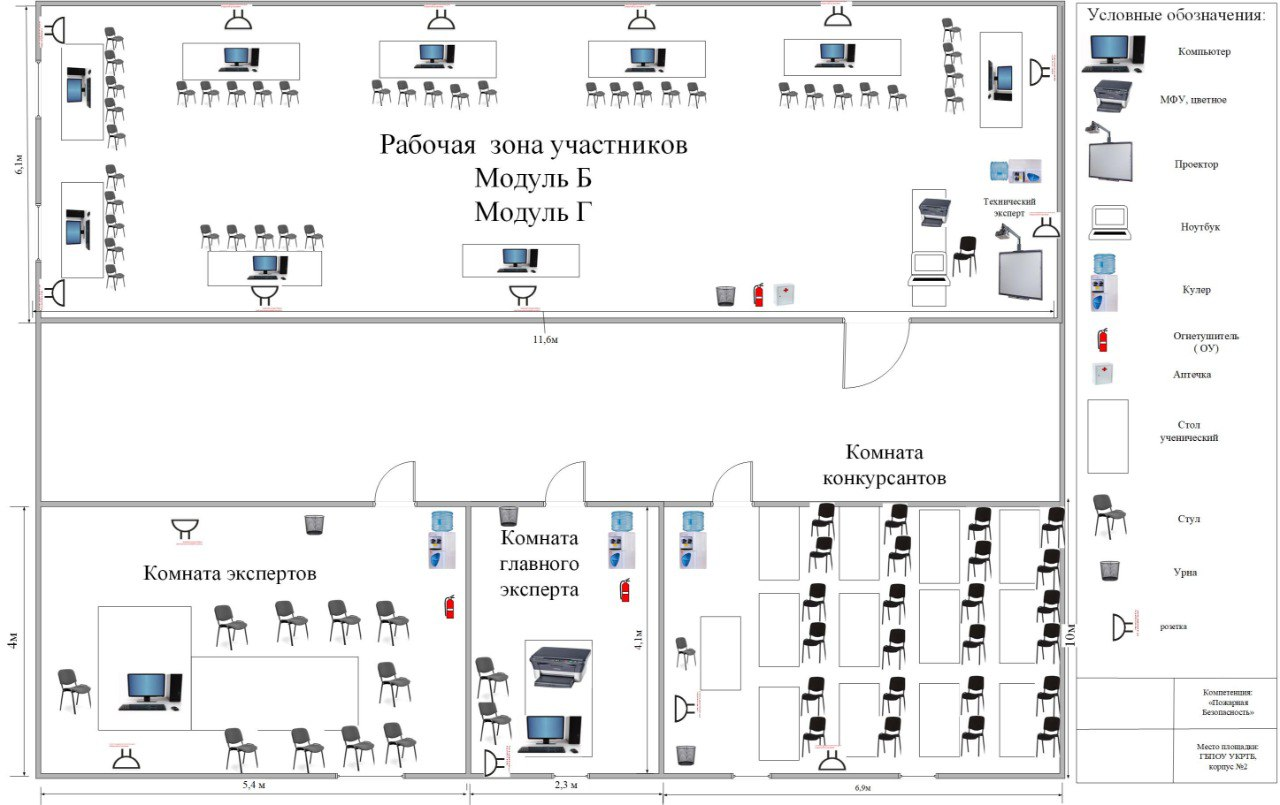 Условные обозначения:
Компьютер
МФУ, цветное
Проектор
Ноутбук
Кулер
Огнетушитель
( ОУ)
Аптечка
Стол
ученический
Стул
Урна
розетка
Компетенция:
«Пожарная
Безопасность»
Место площадки:
ГБПОУ УКРТБ,
корпус №2
Рабочая зона участников
Модуль Б
Модуль Г
Технический
эксперт
6,1м
11,6м
Комната
конкурсантов
Комната экспертов
Комната
главного
эксперта
4м
4,1м
10м
5,4 м
2,3 м
6,9м